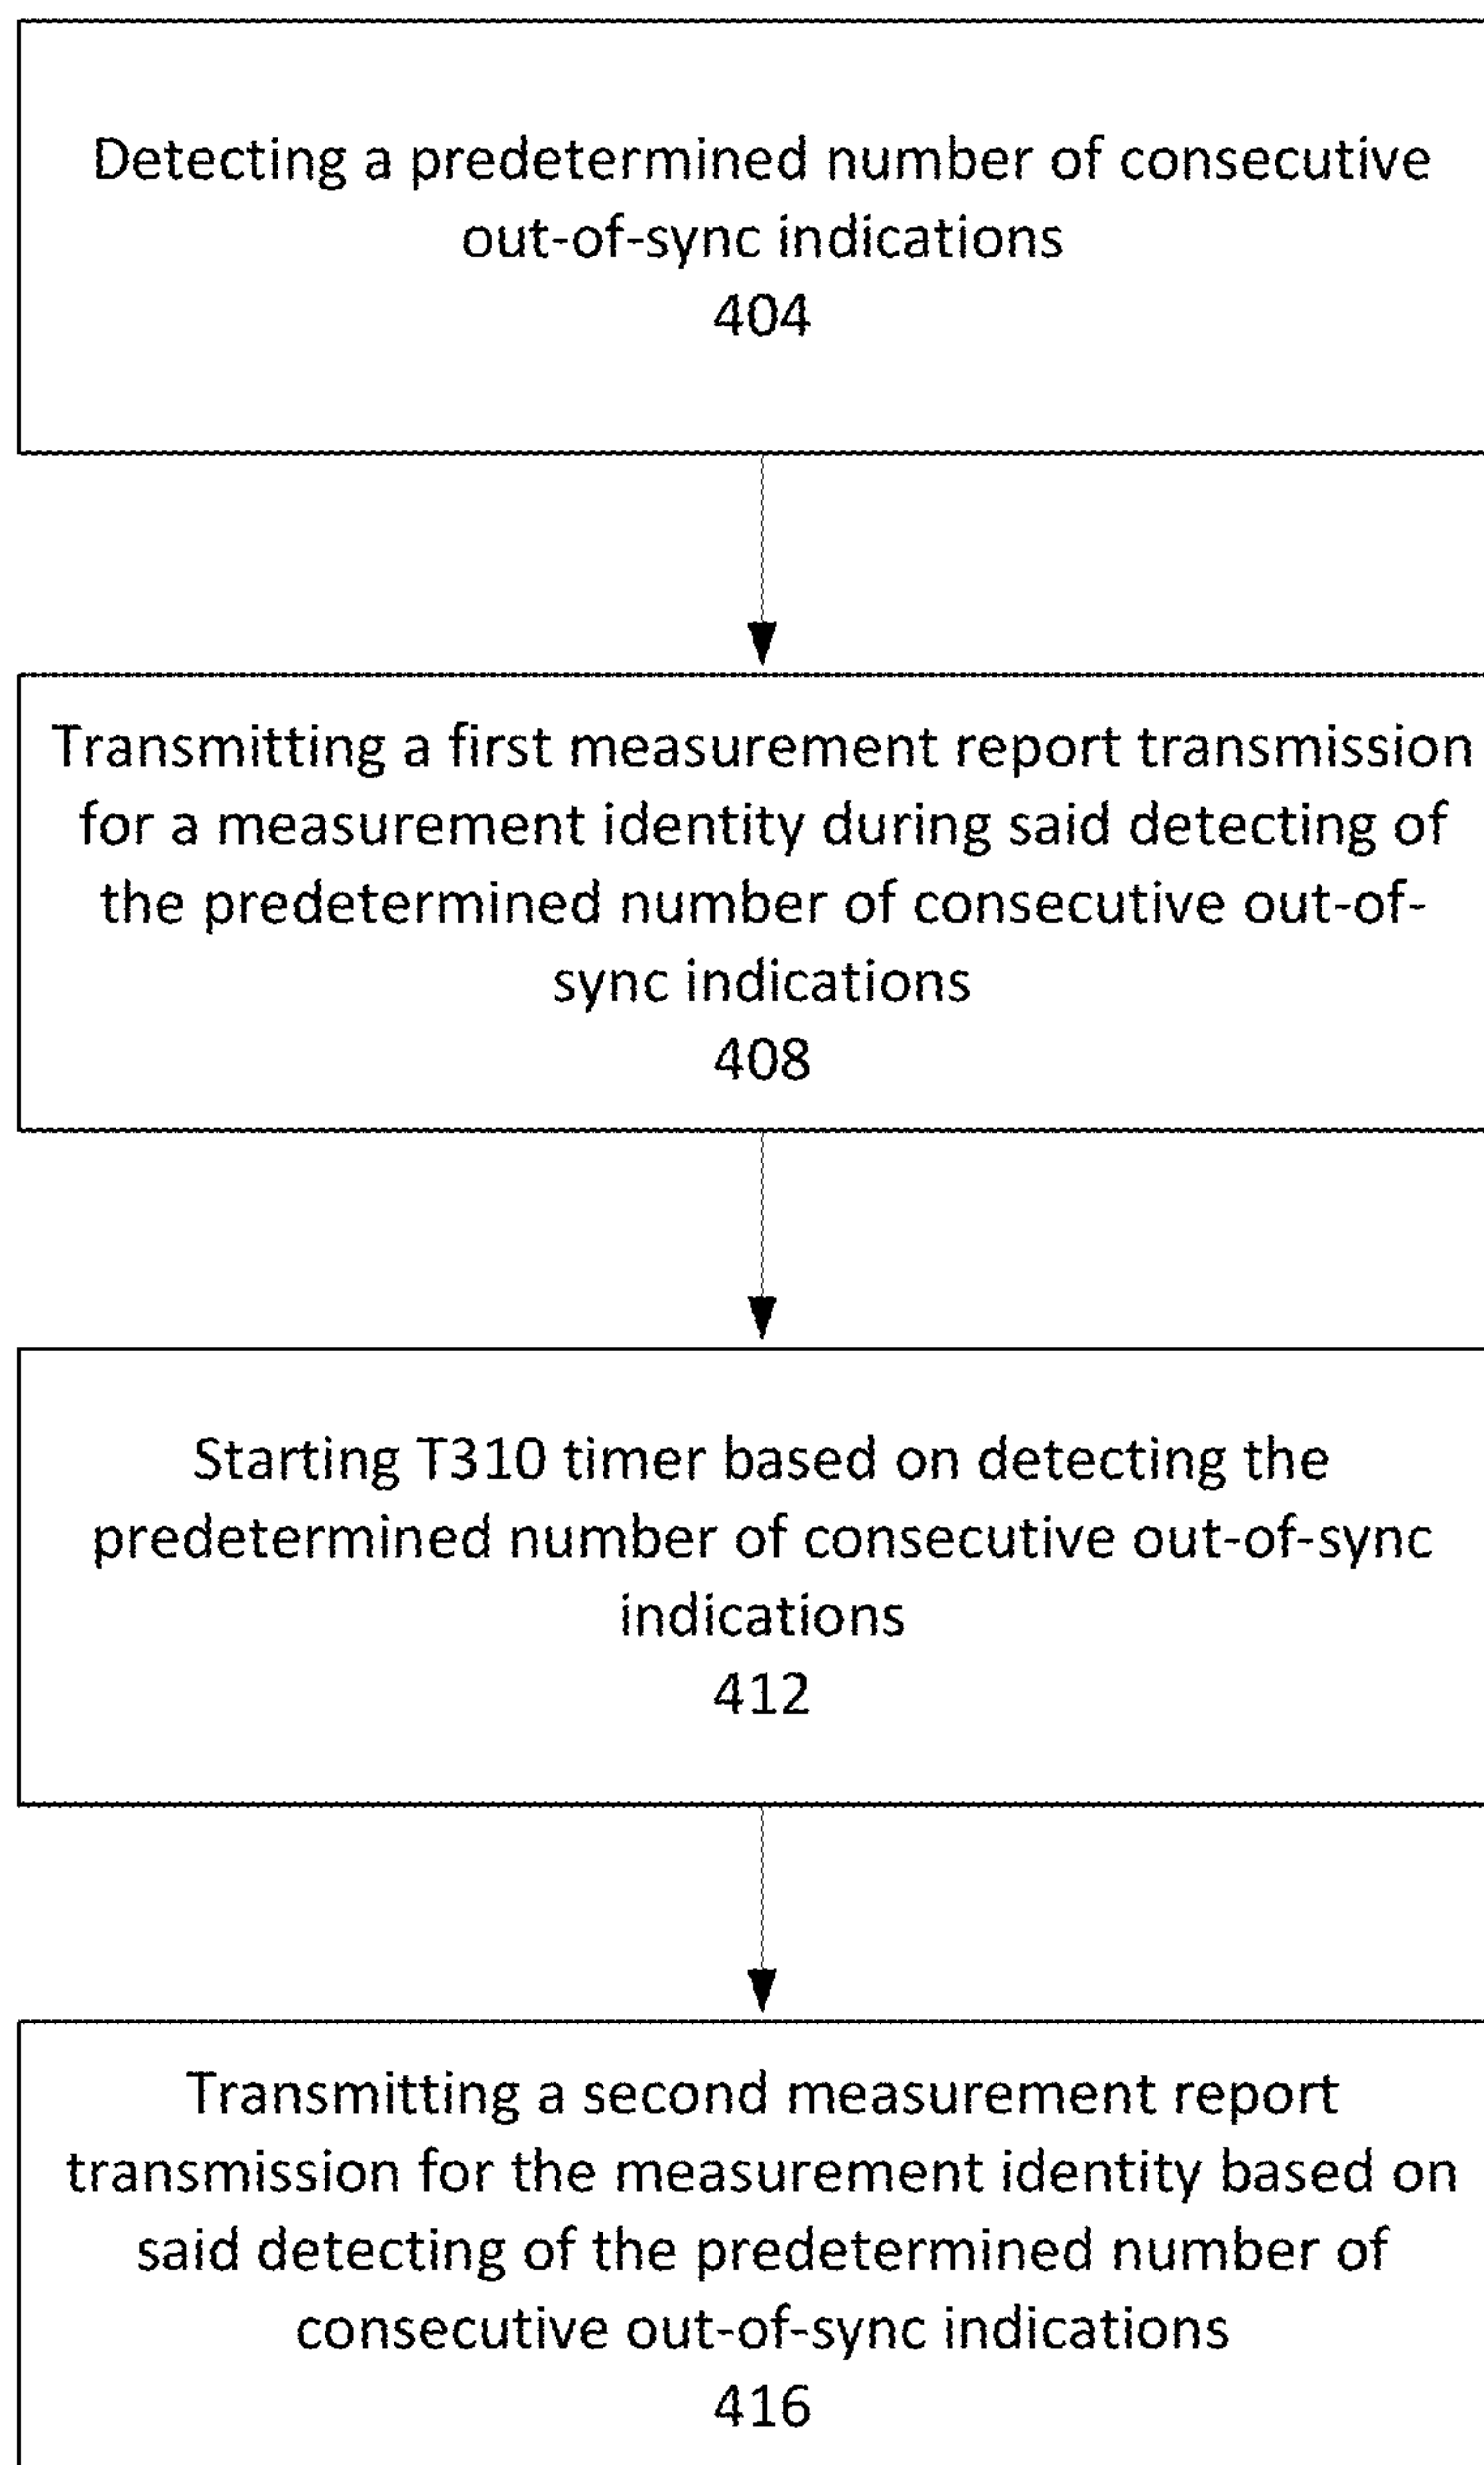 Detecting a predetermined number of consecutive
out-of-sync indications
404
Transmitting a first measurement report transmission
for a measurement identity during said detecting of
the predetermined number of consecutive out-of-
sync indications
408
Starting T310 timer based on detecting the
predetermined number of consecutive out-of-sync
indications
412
Transmitting a second measurement report
transmission for the measurement identity based on
said detecting of the predetermined number of
consecutive out-of-sync indications
416